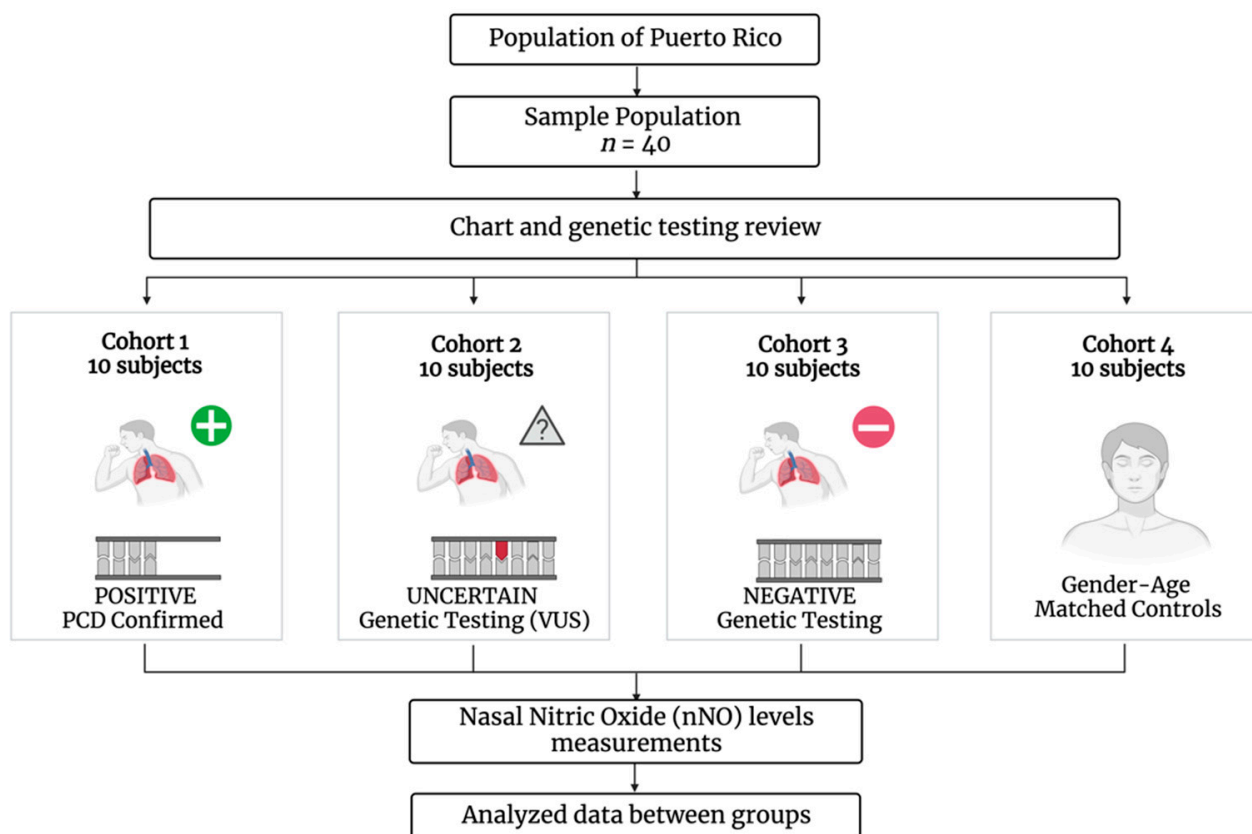 Population of Puerto Rico
Sample Population
n = 40
Chart and genetic testing review
Cohort 1
10 subjects
POSITIVE
PCD Confirmed
Cohort 2
10 subjects
?
UNCERTAIN
Genetic Testing (VUS)
Cohort 3
10 subjects
NEGATIVE
Genetic Testing
Cohort 4
10 subjects
Gender-Age
Matched Controls
Nasal Nitric Oxide (nNO) levels
measurements
Analyzed data between groups